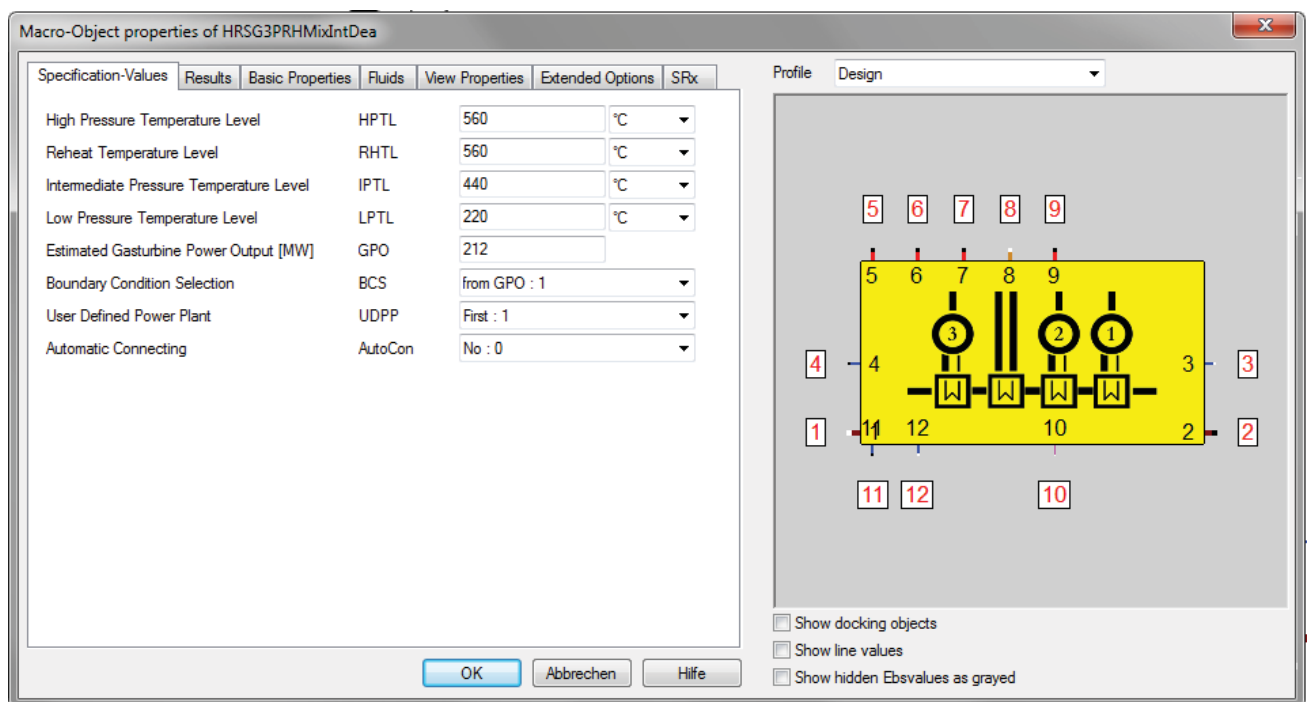 Macro-Object properties of HRSG3PRHMixIntDea
Specification-Values Results Basic Properties Fluids View Properties Extended Options SRx
High Pressure Temperature Level HPTL 560 °C
Reheat Temperature Level RHTL 560 °C
Intermediate Pressure Temperature Level IPTL 440 °C
Low Pressure Temperature Level LPTL 220 °C
Estimated Gasturbine Power Output [MW] GPO 212
Boundary Condition Selection BCS from GPO : 1
User Defined Power Plant UDPP First : 1
Automatic Connecting AutoCon No : 0
OK Abbrechen Hilfe
Profile Design
5 6 7 8 9
5 6 7 8 9
3 2 1
4 4 3 3
1 11 12 10 2 2
11 12 10
Show docking objects
Show line values
Show hidden Ebsvalues as grayed